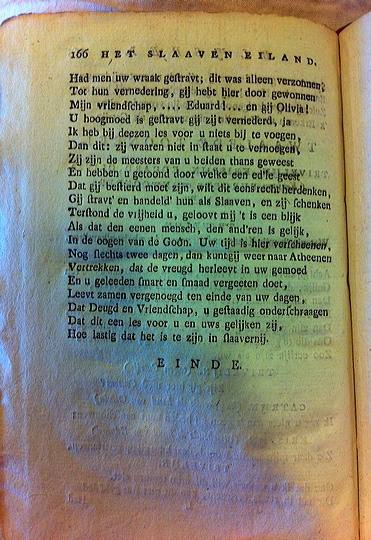 166 HET SLAAVEN EILAND.
Had men uw wraak gestravt; dit was alleen verzonnen,
Tot hun vernedering, gij hebt hier door gewonnen
Mijn vriendschap, .... Eduard!... en gij Olivia!
U hoogmoed is gestravt gij zijt vernederd, ja
Ik heb bij deezen les voor u niets bij te voegen,
Dan dit: zij waaren niet in staat u te vernoegen,
Zij zijn de meesters van u beiden thans geweest
En hebben u getoond door welke een ed'le geest
Dat gij bestierd moet zijn, wilt dit eens recht herdenken,
Gij stravt en handeld' hun als Slaaven, en zij schenken
Terstond de vrijheid u, geloovt mij 't is een blijk
Als dat den eenen mensch, den and'ren is gelijk,
In de oogen van de Goôn. Uw tijd is hier verscheenen,
Nog slechts twee dagen, dan kunt gij weer naar Atheenen
Vertrekken, dat de vreugd herleevt in uw gemoed
En u geleeden smart en smaad vergeeten doet,
Leevt zamen vergenoegd ten einde van uw dagen,
Dat Deugd en Vriendschap, u gestaadig onderschraagen
Dat dit een les voor u en uws gelijken zij,
Hoe lastig dat het is te zijn in slaavernij.
EINDE.